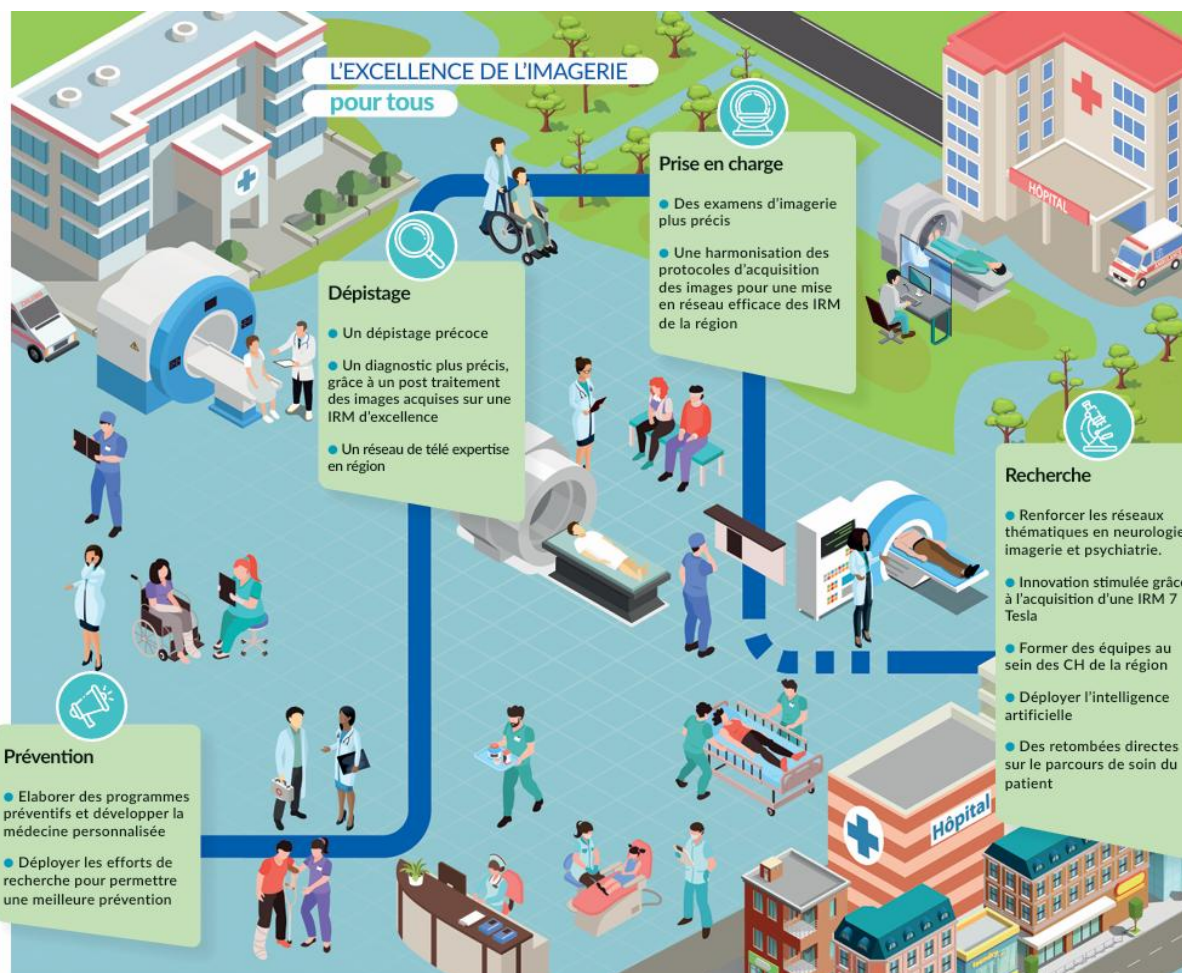 L'EXCELLENCE DE L'IMAGERIE
pour tous
Prise en charge
● Des examens d'imagerie
plus précis
● Une harmonisation des
protocoles d'acquisition
des images pour une mise
en réseau efficace des IRM
de la région
HÔPITAL
Dépistage
● Un dépistage précoce
● Un diagnostic plus précis,
grâce à un post traitement
des images acquises sur une
IRM d'excellence
● Un réseau de télé expertise
en région
Recherche
● Renforcer les réseaux
thématiques en neurologie
imagerie et psychiatrie.
● Innovation stimulée grâc
à l'acquisition d'une IRM 7
Tesla
● Former des équipes au
sein des CH de la région
● Déployer l'intelligence
artificielle
● Des retombées directes
sur le parcours de soin du
patient
Prévention
● Elaborer des programmes
préventifs et développer la
médecine personnalisée
● Déployer les efforts de
recherche pour permettre
une meilleure prévention
Hôpital